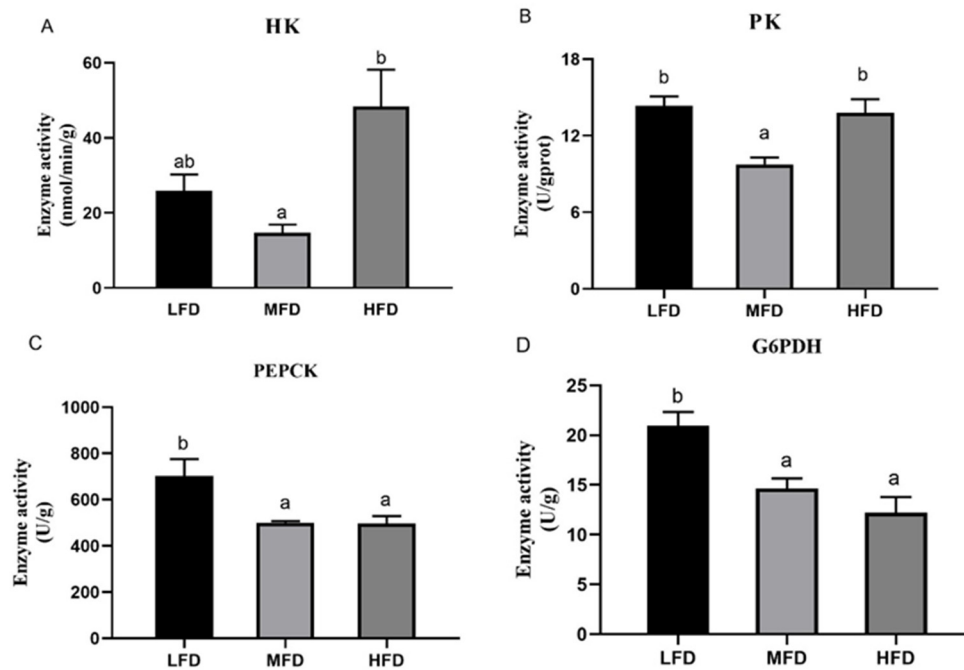 A
HK
Enzyme activity
(nmol/min/g)
60
40
20
0
ab
a
b
LFD
MFD
HFD
B
PK
Enzyme activity
(U/gprot)
18
12
6
0
b
a
b
LFD
MFD
HFD
C
PEPCK
Enzyme activity
(U/g)
1000
800
600
400
200
0
b
a
a
LFD
MFD
HFD
D
G6PDH
Enzyme activity
(U/g)
25
20
15
10
5
0
b
a
a
LFD
MFD
HFD